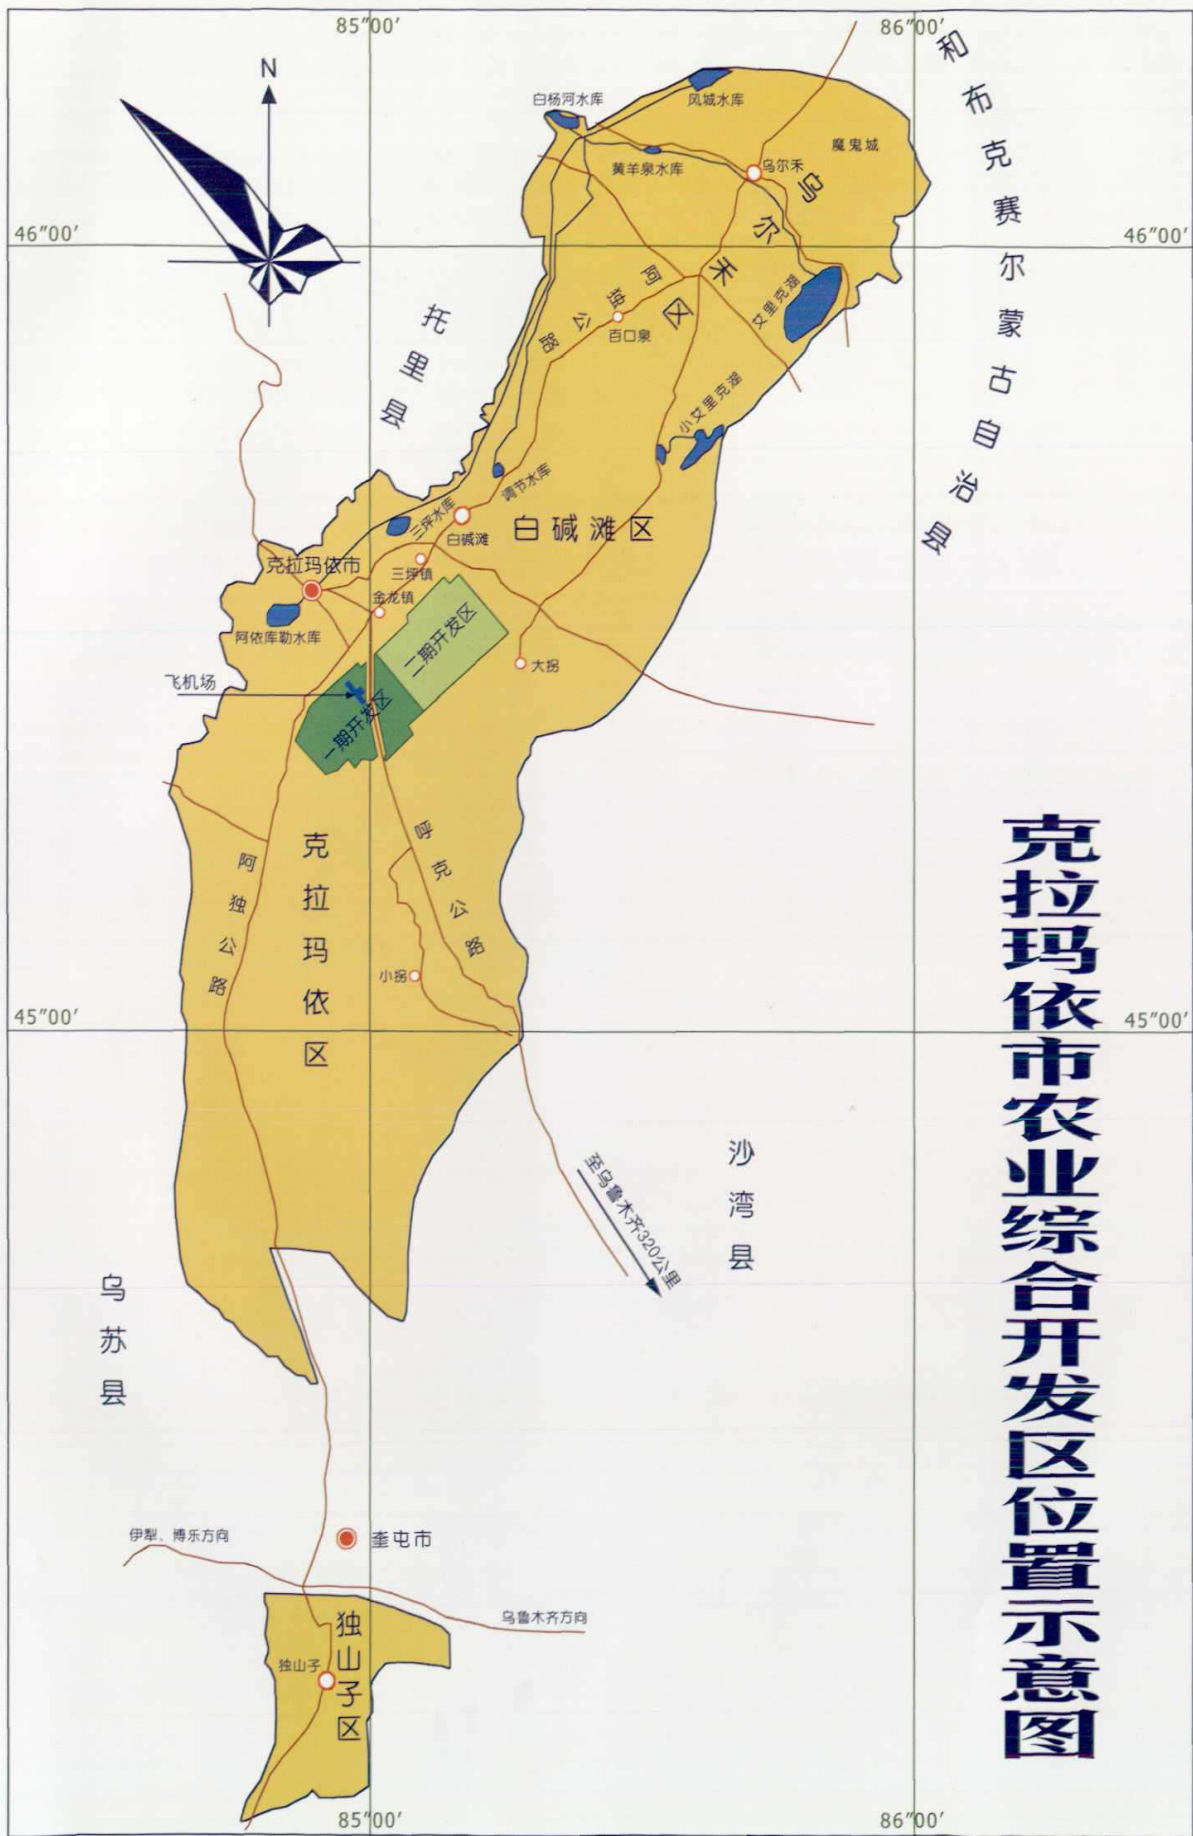 85″00′
86″00′
和布克赛尔蒙古自治县
N
白杨河水库
风城水库
魔鬼城
黄羊泉水库
乌尔禾
乌尔禾区
46″00′
46″00′
托里县
阿独公路
百口泉
艾里克湖
小艾里克湖
调节水库
三坪水库
白碱滩
白碱滩区
克拉玛依市
三坪镇
金龙镇
阿依库勒水库
二期开发区
大拐
飞机场
一期开发区
克拉玛依区
呼克公路
阿独公路
小拐
45″00′
45″00′
克拉玛依市农业综合开发区位置示意图
至乌鲁木齐320公里
沙湾县
乌苏县
伊犁、博乐方向
奎屯市
乌鲁木齐方向
独山子
独山子区
85″00′
86″00′